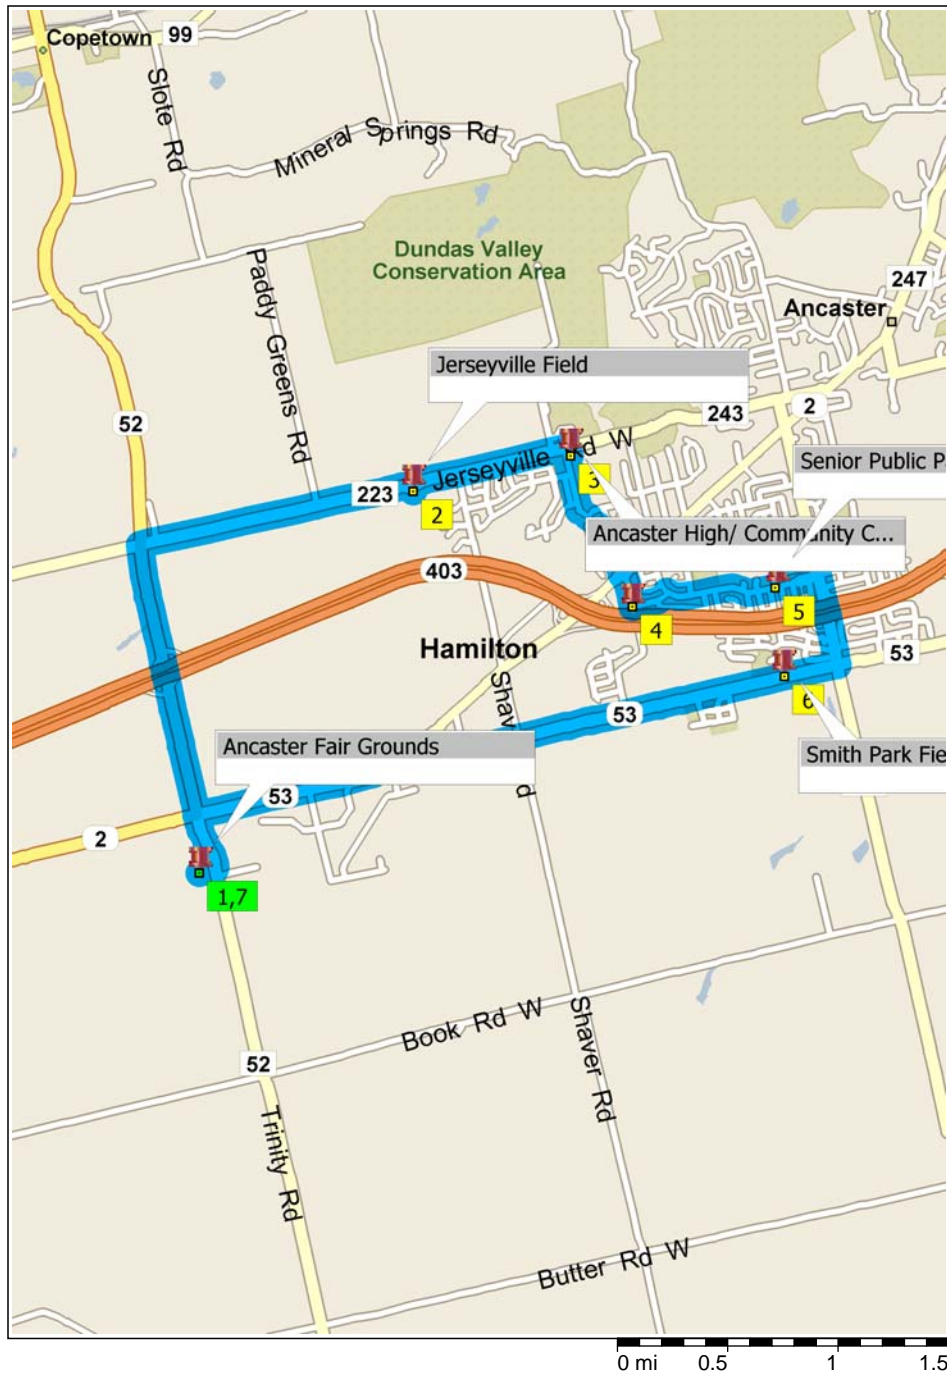 Copetown
99
Slote Rd
Mineral Springs Rd
Dundas Valley
Conservation Area
247
Ancaster
Paddy Greens Rd
Jerseyville Field
52
243
2
Jerseyville Rd W
3
Senior Public P
223
2
Ancaster High/ Community C...
403
4
5
Hamilton
53
Shaver Rd
6
53
Ancaster Fair Grounds
Smith Park Fie
53
2
1,7
Book Rd W
Shaver Rd
52
Trinity Rd
Butter Rd W
0 mi 0.5 1 1.5